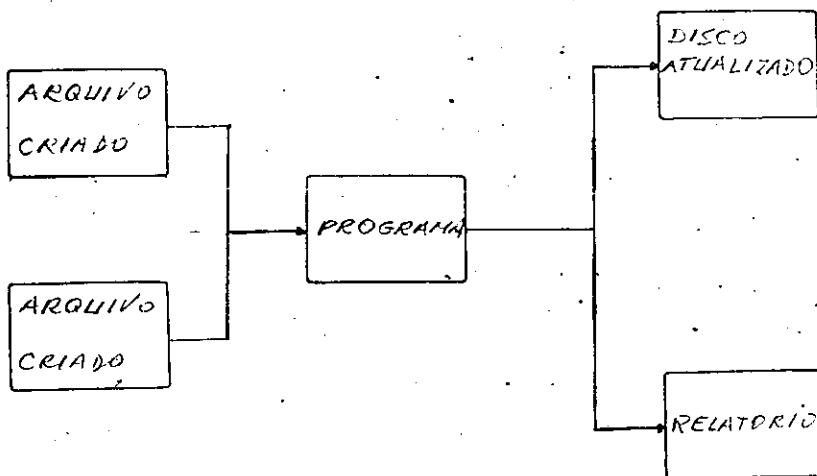 ARQUIVO
CRIADO
ARQUIVO
CRIADO
PROGRAMA
DISCO
ATUALIZADO
RELATORIO